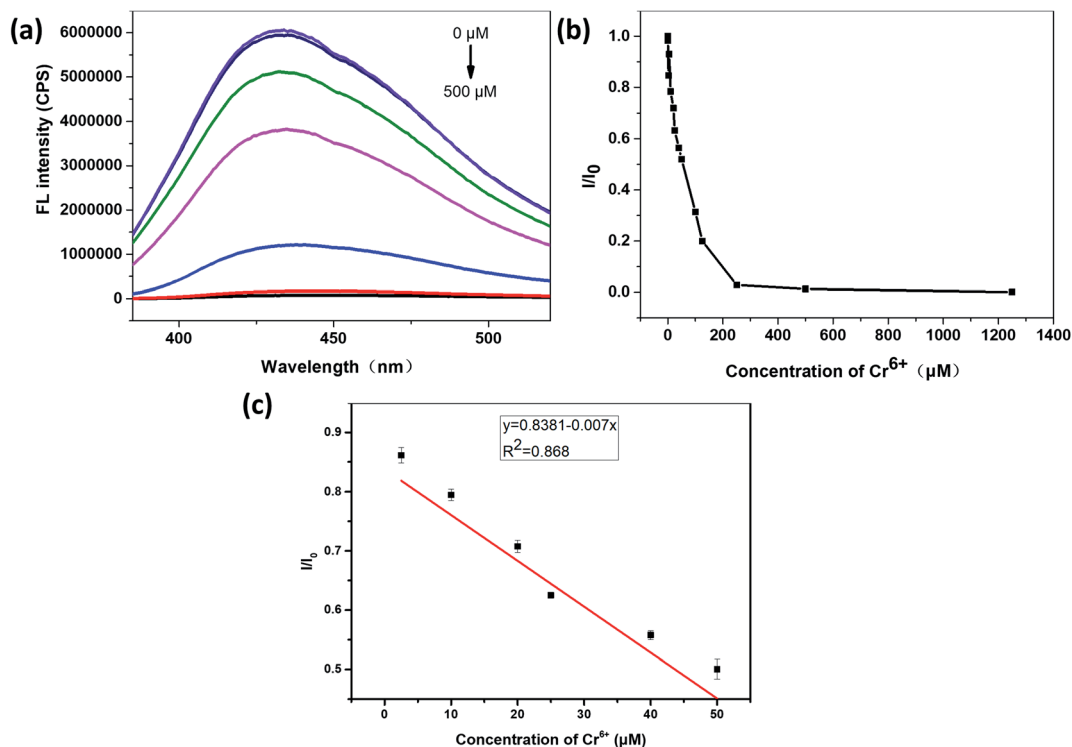 (a)
FL intensity (CPS)
6000000
5000000
4000000
3000000
2000000
1000000
0
0 µM
500 µM
400
450
500
Wavelength（nm）
(b)
I/I0
1.0
0.8
0.6
0.4
0.2
0.0
0 200 400 600 800 1000 1200 1400
Concentration of Cr6+（µM）
(c)
I/I0
0.9
0.8
0.7
0.6
0.5
y=0.8381-0.007x
R2=0.868
0 10 20 30 40 50
Concentration of Cr6+ (µM)